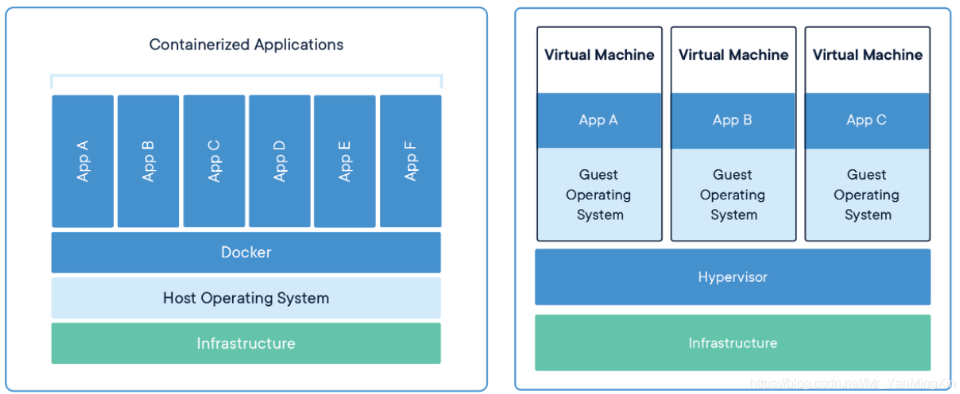 Containerized Applications
App A
App B
App C
App D
App E
App F
Docker
Host Operating System
Infrastructure
Virtual Machine
App A
Guest
Operating
System
Virtual Machine
App B
Guest
Operating
System
Virtual Machine
App C
Guest
Operating
System
Hypervisor
Infrastructure
https://blog.csdn.net/Mr_YanMingXin